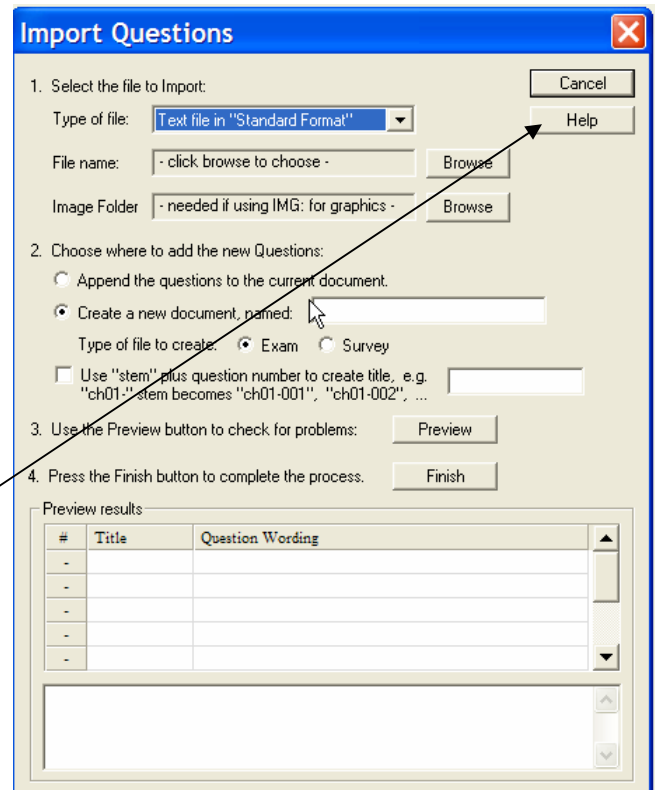 Import Questions
1. Select the file to Import:
Cancel
Type of file: Text file in "Standard Format"
Help
File name: - click browse to choose - Browse
Image Folder - needed if using IMG: for graphics - Browse
2. Choose where to add the new Questions:
Append the questions to the current document.
Create a new document, named:
Type of file to create: Exam Survey
Use "stem" plus question number to create title, e.g.
"ch01-" stem becomes "ch01-001", "ch01-002", ...
3. Use the Preview button to check for problems: Preview
4. Press the Finish button to complete the process. Finish
Preview results
# Title Question Wording
-
-
-
-
-